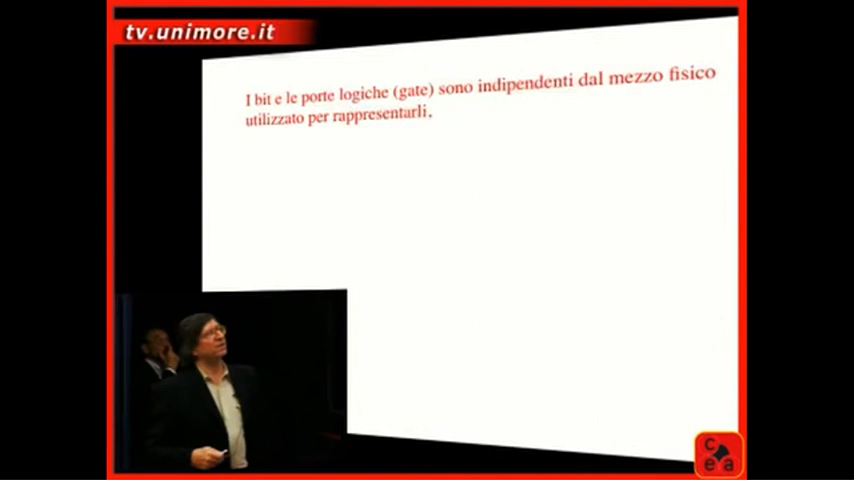 tv.unimore.it
I bit e le porte logiche (gate) sono indipendenti dal mezzo fisico
utilizzato per rappresentarli,
c
e a